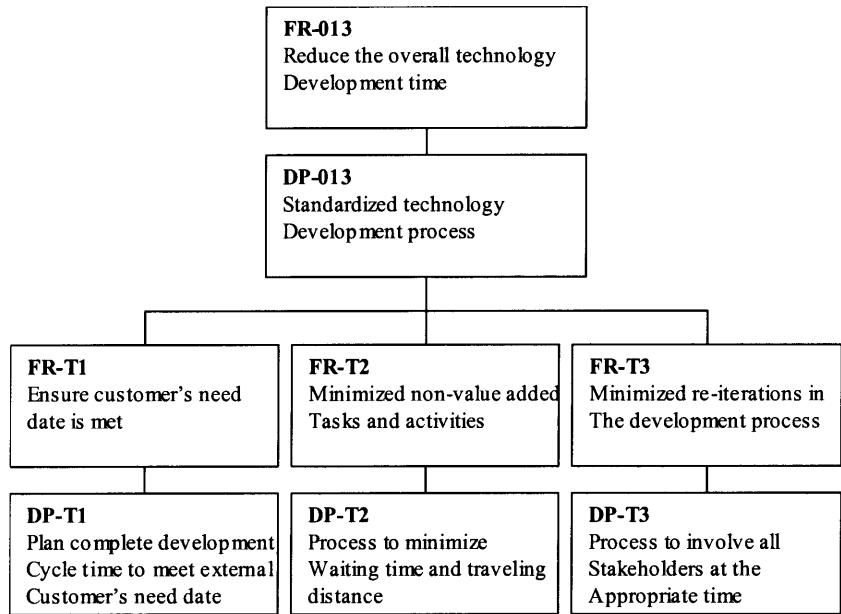 FR-013
Reduce the overall technology
Development time
DP-013
Standardized technology
Development process
FR-T1
Ensure customer's need
date is met
FR-T2
Minimized non-value added
Tasks and activities
FR-T3
Minimized re-iterations in
The development process
DP-T1
Plan complete development
Cycle time to meet external
Customer's need date
DP-T2
Process to minimize
Waiting time and traveling
distance
DP-T3
Process to involve all
Stakeholders at the
Appropriate time